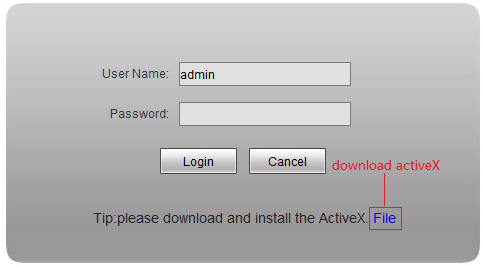 User Name: admin
Password:
Login Cancel
download activeX
Tip:please download and install the ActiveX. File